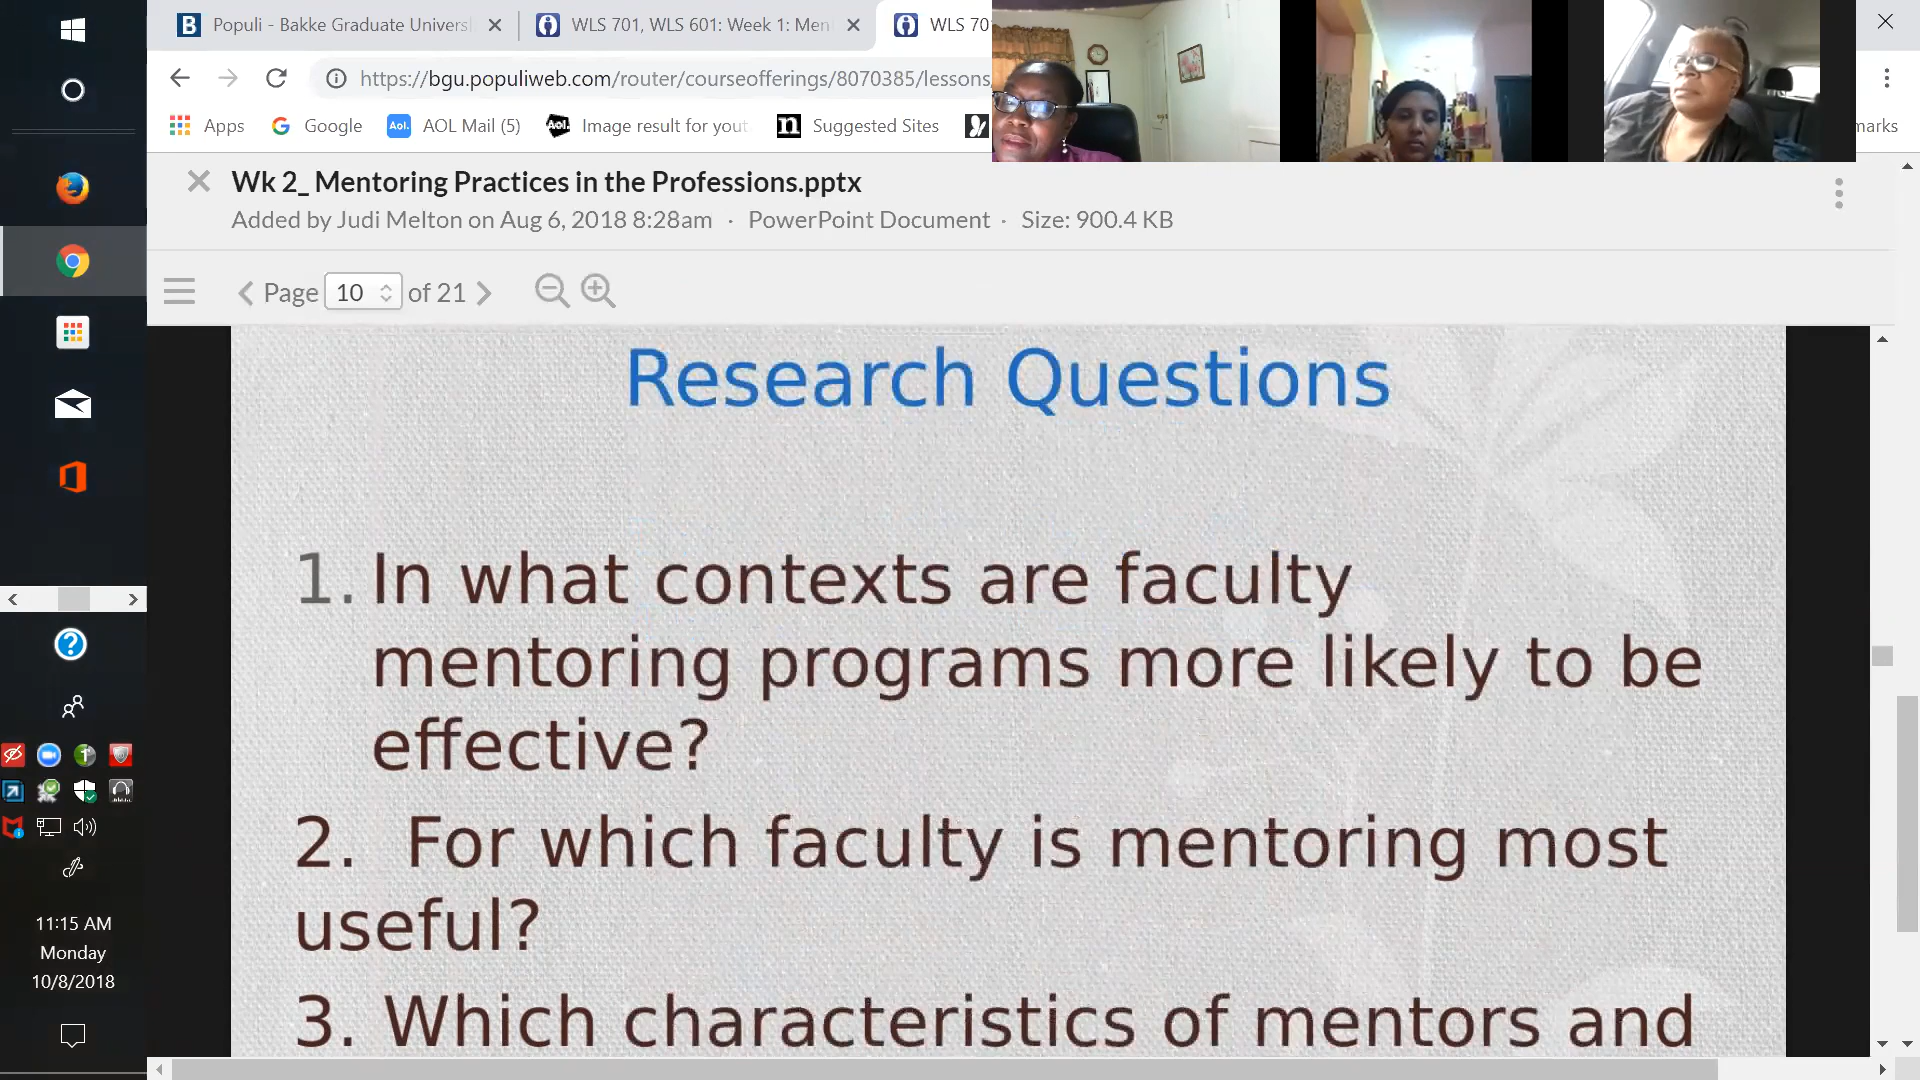 Populi - Bakke Graduate Univers
WLS 701, WLS 601: Week 1: Men
WLS 70
https://bgu.populiweb.com/router/courseofferings/8070385/lessons
Apps
Google
Aol.
AOL Mail (5)
Aol.
Image result for yout
n
Suggested Sites
marks
Wk 2_ Mentoring Practices in the Professions.pptx
Added by Judi Melton on Aug 6, 2018 8:28am · PowerPoint Document · Size: 900.4 KB
Page 10 of 21
Research Questions
1. In what contexts are faculty
mentoring programs more likely to be
effective?
2. For which faculty is mentoring most
useful?
3. Which characteristics of mentors and
11:15 AM
Monday
10/8/2018